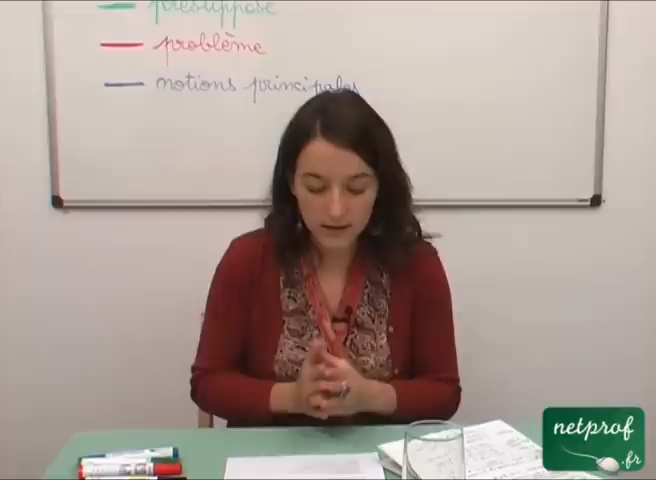 présupposé
problème
notions principales
netprof
.fr